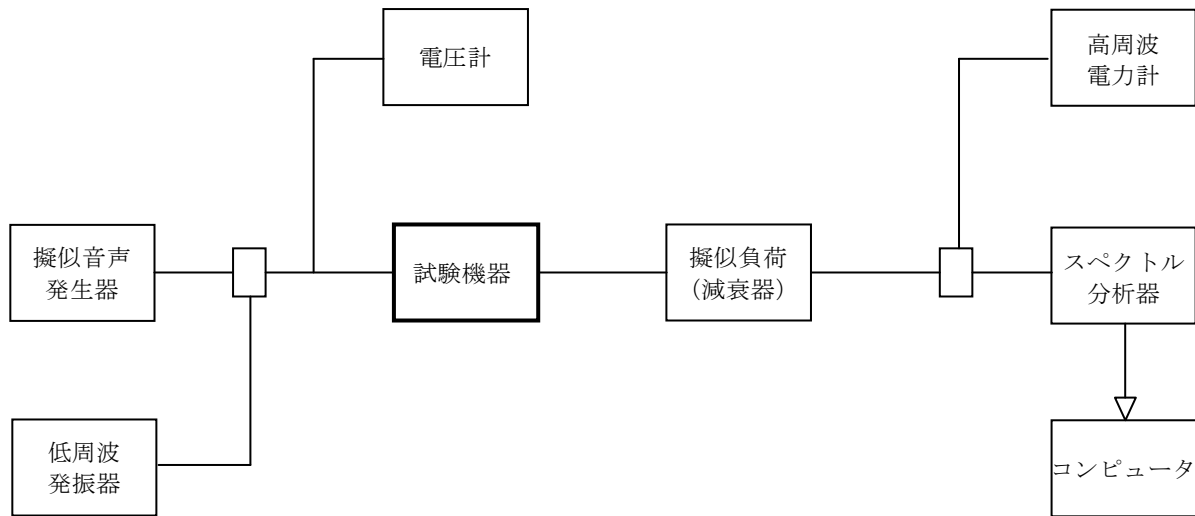 電圧計
高周波
電力計
擬似音声
発生器
試験機器
擬似負荷
（減衰器）
スペクトル
分析器
低周波
発振器
コンピュータ